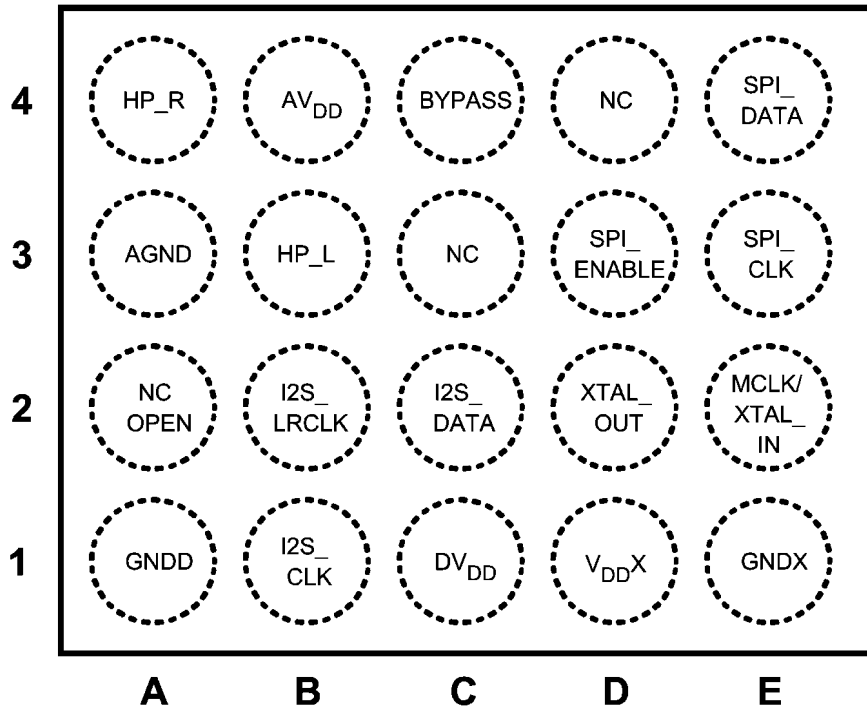 4
HP_R
AVDD
BYPASS
NC
SPI_
DATA
3
AGND
HP_L
NC
SPI_
ENABLE
SPI_
CLK
2
NC
OPEN
I2S_
LRCLK
I2S_
DATA
XTAL_
OUT
MCLK/
XTAL_
IN
1
GNDD
I2S_
CLK
DVDD
VDDX
GNDX
A
B
C
D
E